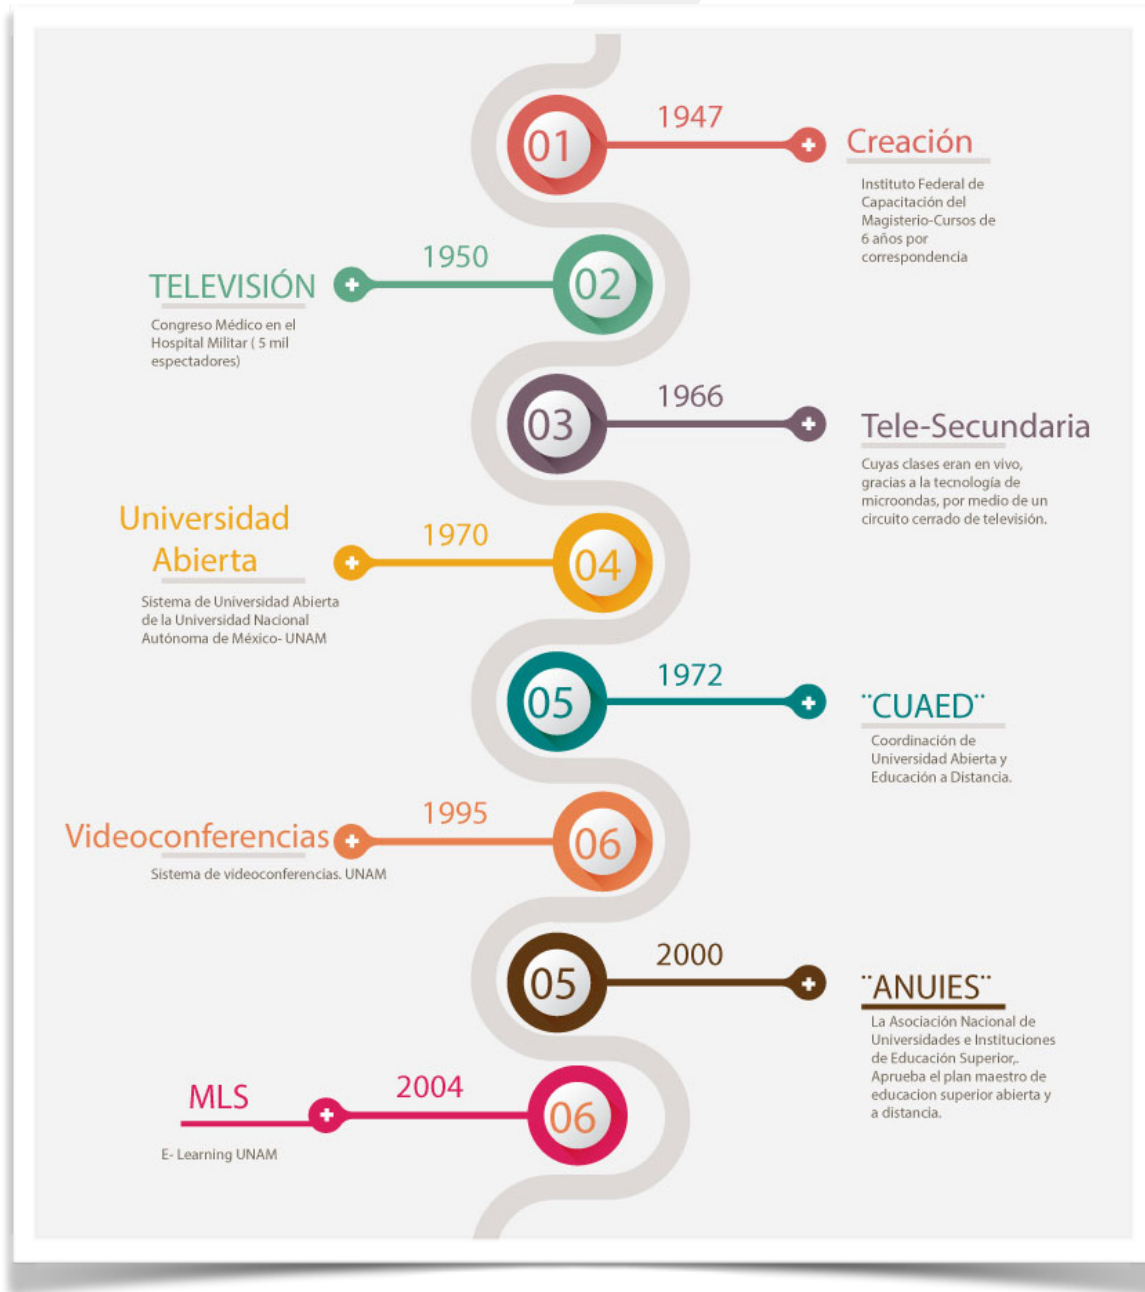 01
1947
Creación
Instituto Federal de
Capacitación del
Magisterio-Cursos de
6 años por
correspondencia
1950
02
TELEVISIÓN
Congreso Médico en el
Hospital Militar ( 5 mil
espectadores)
03
1966
Tele-Secundaria
Cuyas clases eran en vivo,
gracias a la tecnología de
microondas, por medio de un
circuito cerrado de televisión.
Universidad
Abierta
1970
04
Sistema de Universidad Abierta
de la Universidad Nacional
Autónoma de México- UNAM
05
1972
¨CUAED¨
Coordinación de
Universidad Abierta y
Educación a Distancia.
1995
06
Videoconferencias
Sistema de videoconferencias. UNAM
05
2000
¨ANUIES¨
La Asociación Nacional de
Universidades e Instituciones
de Educación Superior,.
Aprueba el plan maestro de
educacion superior abierta y
a distancia.
MLS
2004
06
E- Learning UNAM